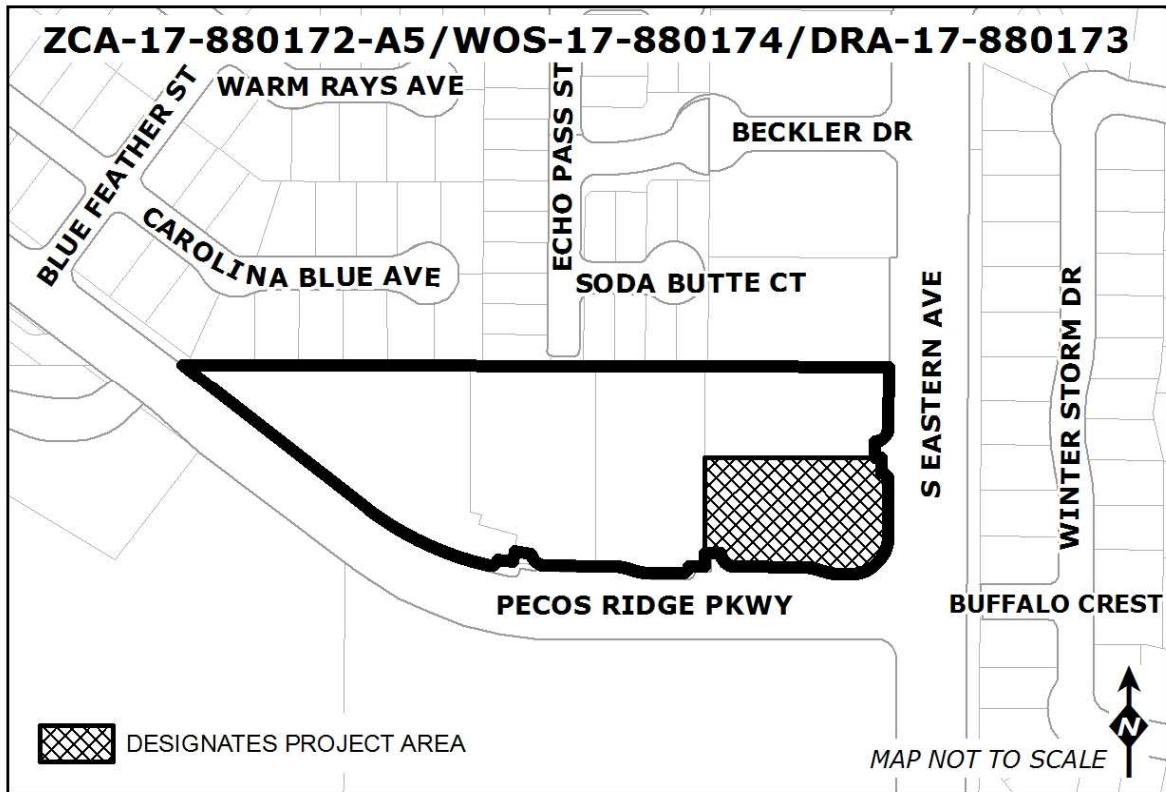 ZCA-17-880172-A5/WOS-17-880174/DRA-17-880173
WARM RAYS AVE
BLUE FEATHER ST
ECHO PASS ST
BECKLER DR
CAROLINA BLUE AVE
SODA BUTTE CT
S EASTERN AVE
WINTER STORM DR
PECOS RIDGE PKWY
BUFFALO CREST
DESIGNATES PROJECT AREA
MAP NOT TO SCALE
N